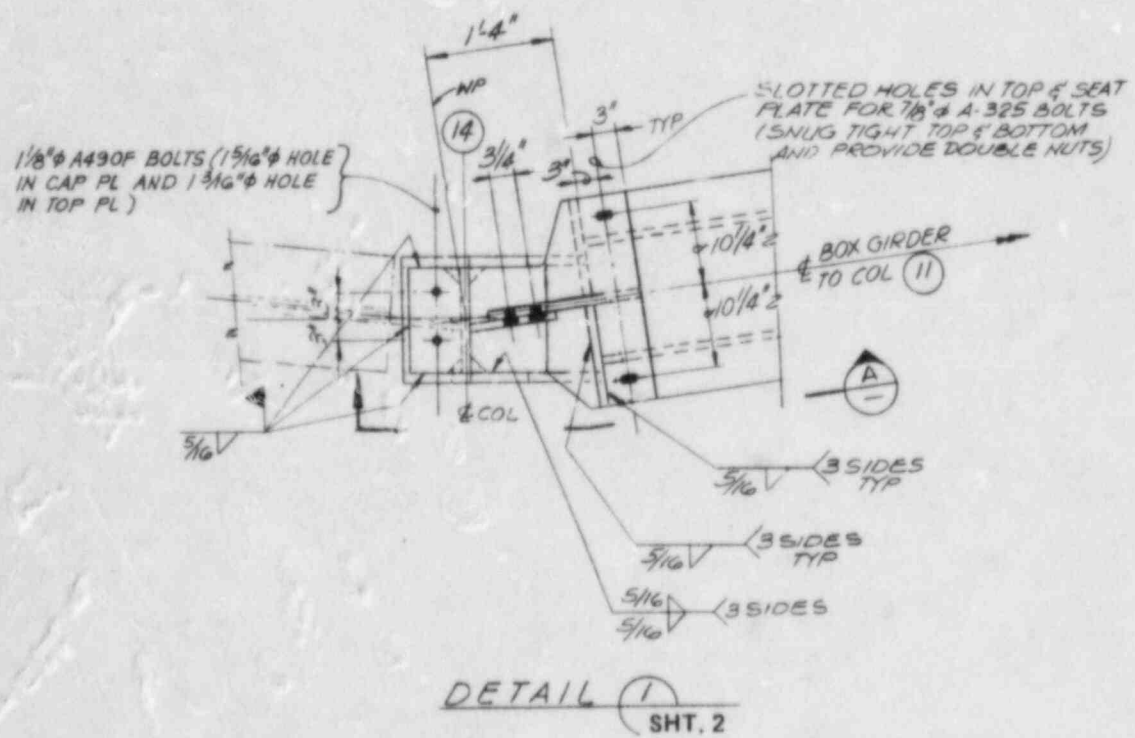 1'-4"
WP
14
3"
TYP
SLOTTED HOLES IN TOP & SEAT
PLATE FOR 7/8"ϕ A-325 BOLTS
(SNUG TIGHT TOP & BOTTOM
AND PROVIDE DOUBLE NUTS)
1 1/8"ϕ A490F BOLTS (1 5/16"ϕ HOLE
IN CAP PL AND 1 3/16"ϕ HOLE
IN TOP PL)
3 1/4"
3"
10 1/4"
10 1/4"
℄ BOX GIRDER
TO COL 11
A
℄ COL
5/16
5/16
3 SIDES
TYP
5/16
3 SIDES
TYP
5/16
5/16
3 SIDES
DETAIL 1
SHT. 2